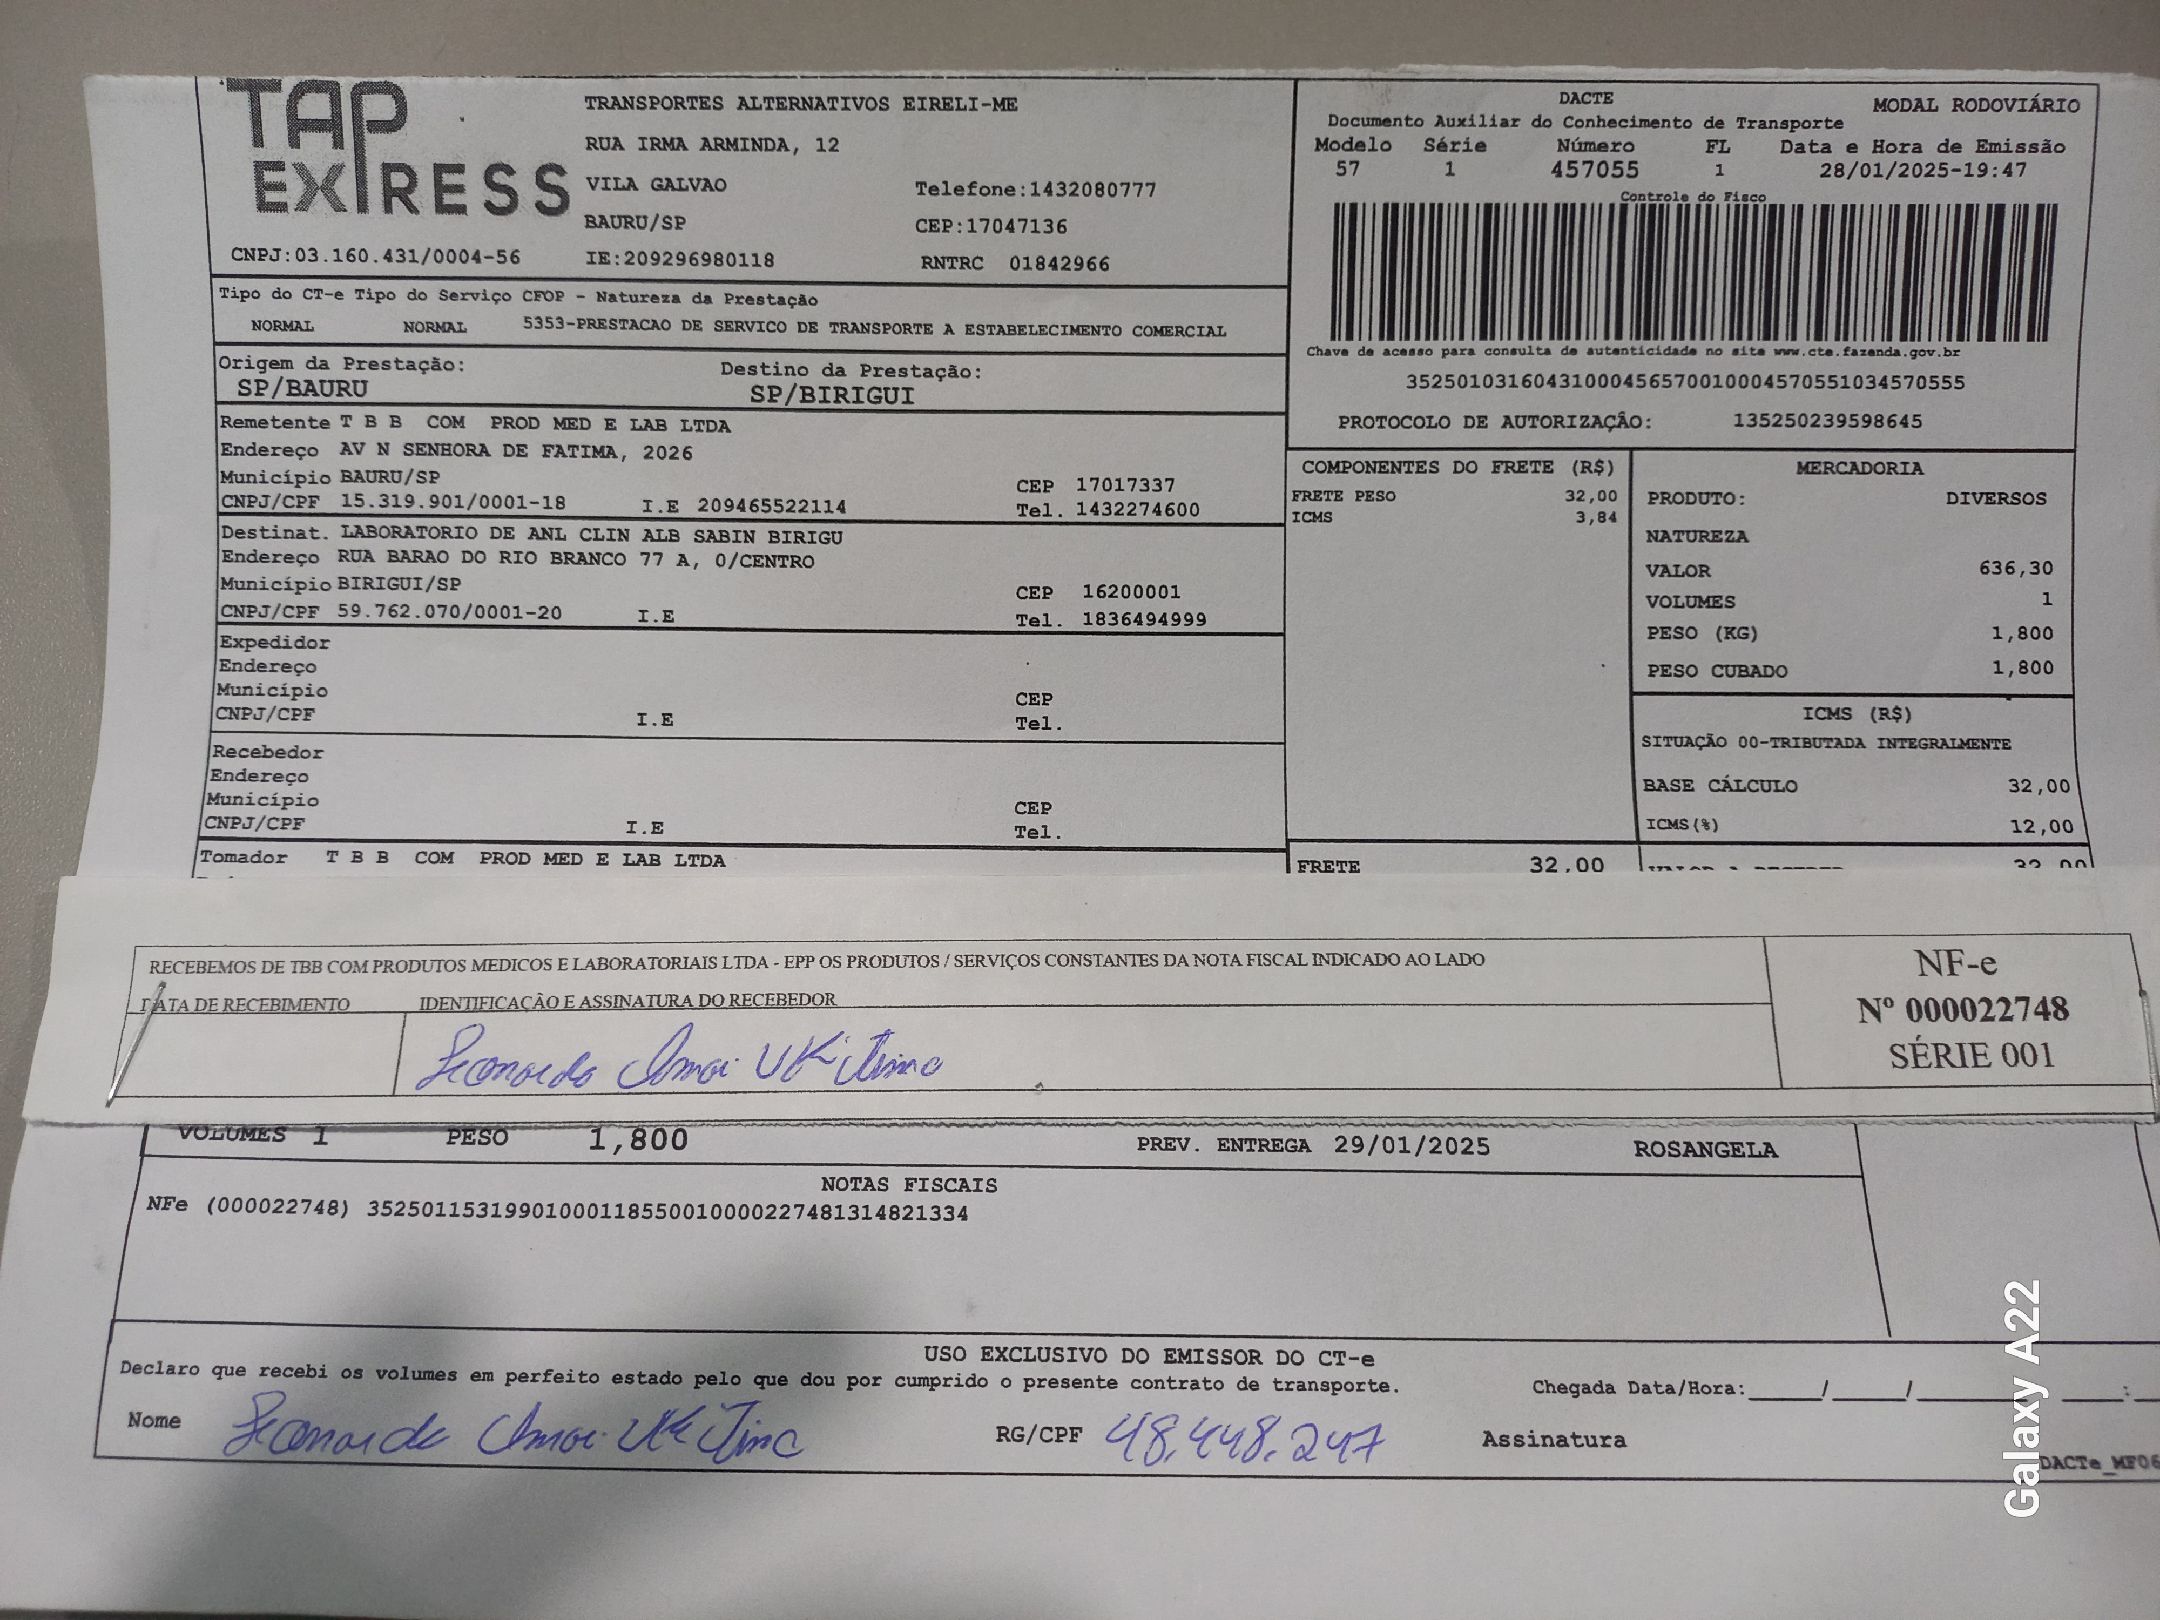 TAP EXPRESS
TRANSPORTES ALTERNATIVOS EIRELI-ME
RUA IRMA ARMINDA, 12
VILA GALVAO Telefone:1432080777
BAURU/SP CEP:17047136
CNPJ:03.160.431/0004-56 IE:209296980118 RNTRC 01842966
DACTE MODAL RODOVIÁRIO
Documento Auxiliar do Conhecimento de Transporte
Modelo Série Número FL Data e Hora de Emissão
57 1 457055 1 28/01/2025-19:47
Controle do Fisco
Chave de acesso para consulta de autenticidade no site www.cte.fazenda.gov.br
35250103160431000456570010004570551034570555
PROTOCOLO DE AUTORIZAÇÃO: 135250239598645
Tipo do CT-e Tipo do Serviço CFOP - Natureza da Prestação
NORMAL NORMAL 5353-PRESTACAO DE SERVICO DE TRANSPORTE A ESTABELECIMENTO COMERCIAL
Origem da Prestação: Destino da Prestação:
SP/BAURU SP/BIRIGUI
Remetente T B B COM PROD MED E LAB LTDA
Endereço AV N SENHORA DE FATIMA, 2026
Município BAURU/SP CEP 17017337
CNPJ/CPF 15.319.901/0001-18 I.E 209465522114 Tel. 1432274600
Destinat. LABORATORIO DE ANL CLIN ALB SABIN BIRIGU
Endereço RUA BARAO DO RIO BRANCO 77 A, 0/CENTRO
Município BIRIGUI/SP CEP 16200001
CNPJ/CPF 59.762.070/0001-20 I.E Tel. 1836494999
Expedidor
Endereço
Município CEP
CNPJ/CPF I.E Tel.
Recebedor
Endereço
Município CEP
CNPJ/CPF I.E Tel.
Tomador T B B COM PROD MED E LAB LTDA
COMPONENTES DO FRETE (R$)
FRETE PESO 32,00
ICMS 3,84
FRETE 32,00
MERCADORIA
PRODUTO: DIVERSOS
NATUREZA
VALOR 636,30
VOLUMES 1
PESO (KG) 1,800
PESO CUBADO 1,800
ICMS (R$)
SITUAÇÃO 00-TRIBUTADA INTEGRALMENTE
BASE CÁLCULO 32,00
ICMS(%) 12,00
32,00
RECEBEMOS DE TBB COM PRODUTOS MEDICOS E LABORATORIAIS LTDA - EPP OS PRODUTOS / SERVIÇOS CONSTANTES DA NOTA FISCAL INDICADO AO LADO
DATA DE RECEBIMENTO IDENTIFICAÇÃO E ASSINATURA DO RECEBEDOR
Leonardo
NF-e
Nº 000022748
SÉRIE 001
VOLUMES 1 PESO 1,800 PREV. ENTREGA 29/01/2025 ROSANGELA
NOTAS FISCAIS
NFe (000022748) 35250115319901000118550010000227481314821334
USO EXCLUSIVO DO EMISSOR DO CT-e
Declaro que recebi os volumes em perfeito estado pelo que dou por cumprido o presente contrato de transporte. Chegada Data/Hora:____/____/____ ____:
Nome Leonardo RG/CPF 48.448.247 Assinatura
DACTe_MF06
Galaxy A22